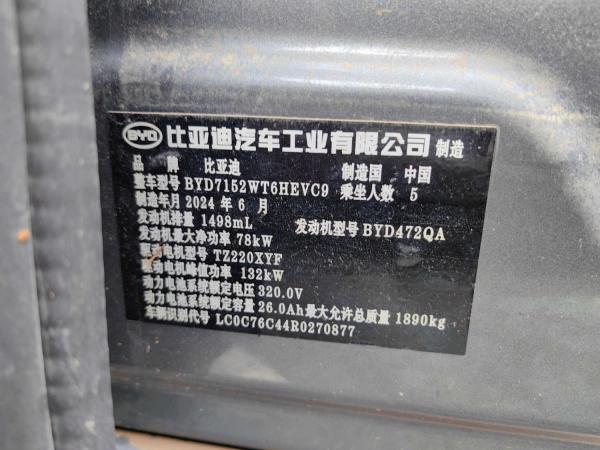 BYD 比亚迪汽车工业有限公司 制造
品 牌 比亚迪 制造国 中国
整车型号 BYD7152WT6HEVC9 乘坐人数 5
制造年月 2024 年 6 月
发动机排量 1498mL 发动机型号 BYD472QA
发动机最大净功率 78kW
驱动电机型号 TZ220XYF
驱动电机峰值功率 132kW
动力电池系统额定电压 320.0V
动力电池系统额定容量 26.0Ah 最大允许总质量 1890kg
车辆识别代号 LC0C76C44R0270877